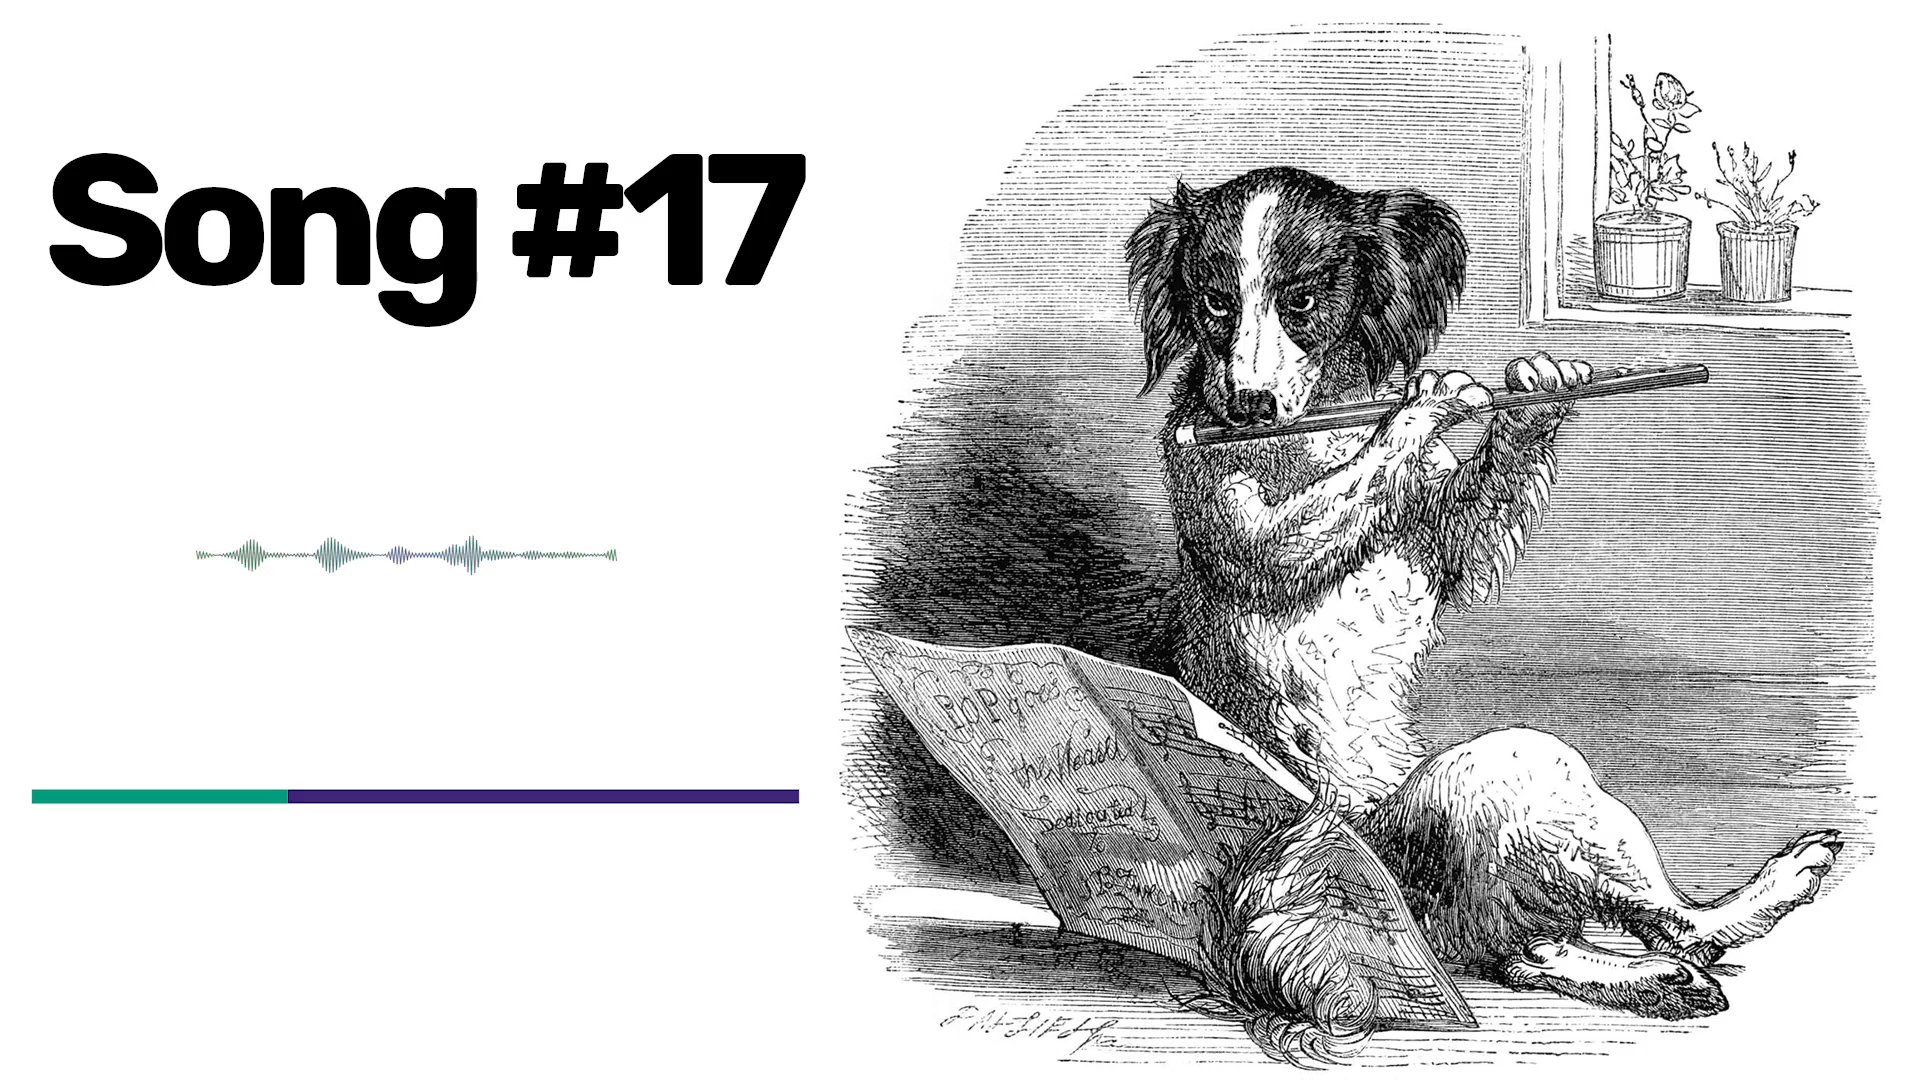 Song #17
POP goes
the Weasel
Dedicated
to